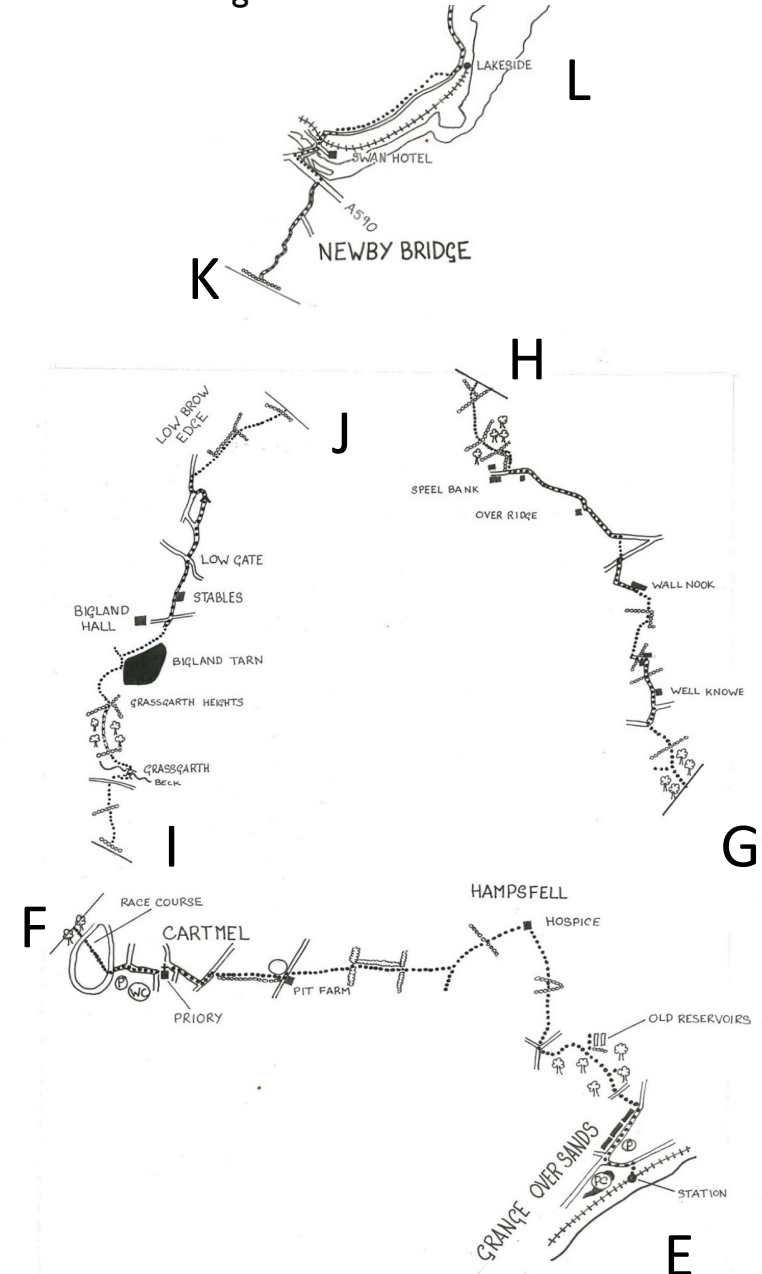 g
LAKESIDE
L
SWAN HOTEL
A590
NEWBY BRIDGE
K
H
LOW BROW
EDGE
J
SPEEL BANK
OVER RIDGE
LOW GATE
WALL NOOK
STABLES
BIGLAND
HALL
BIGLAND TARN
WELL KNOWE
GRASSGARTH HEIGHTS
GRASSGARTH
BECK
I
G
HAMPSFELL
F
RACE COURSE
HOSPICE
CARTMEL
P
WC
PIT FARM
PRIORY
OLD RESERVOIRS
GRANGE OVER SANDS
P
PC
STATION
E